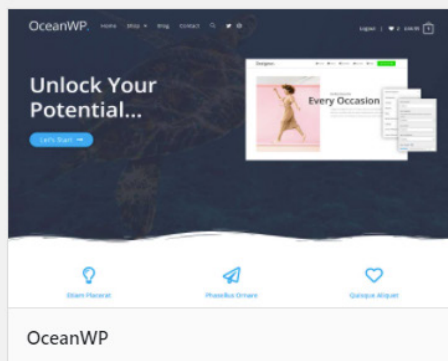 OceanWP.
Home Shop Blog Contact
Logout
Unlock Your
Potential...
Let's Start
Designer.
Every Occasion
Etiam Placerat
Phasellus Ornare
Quisque Aliquet
OceanWP